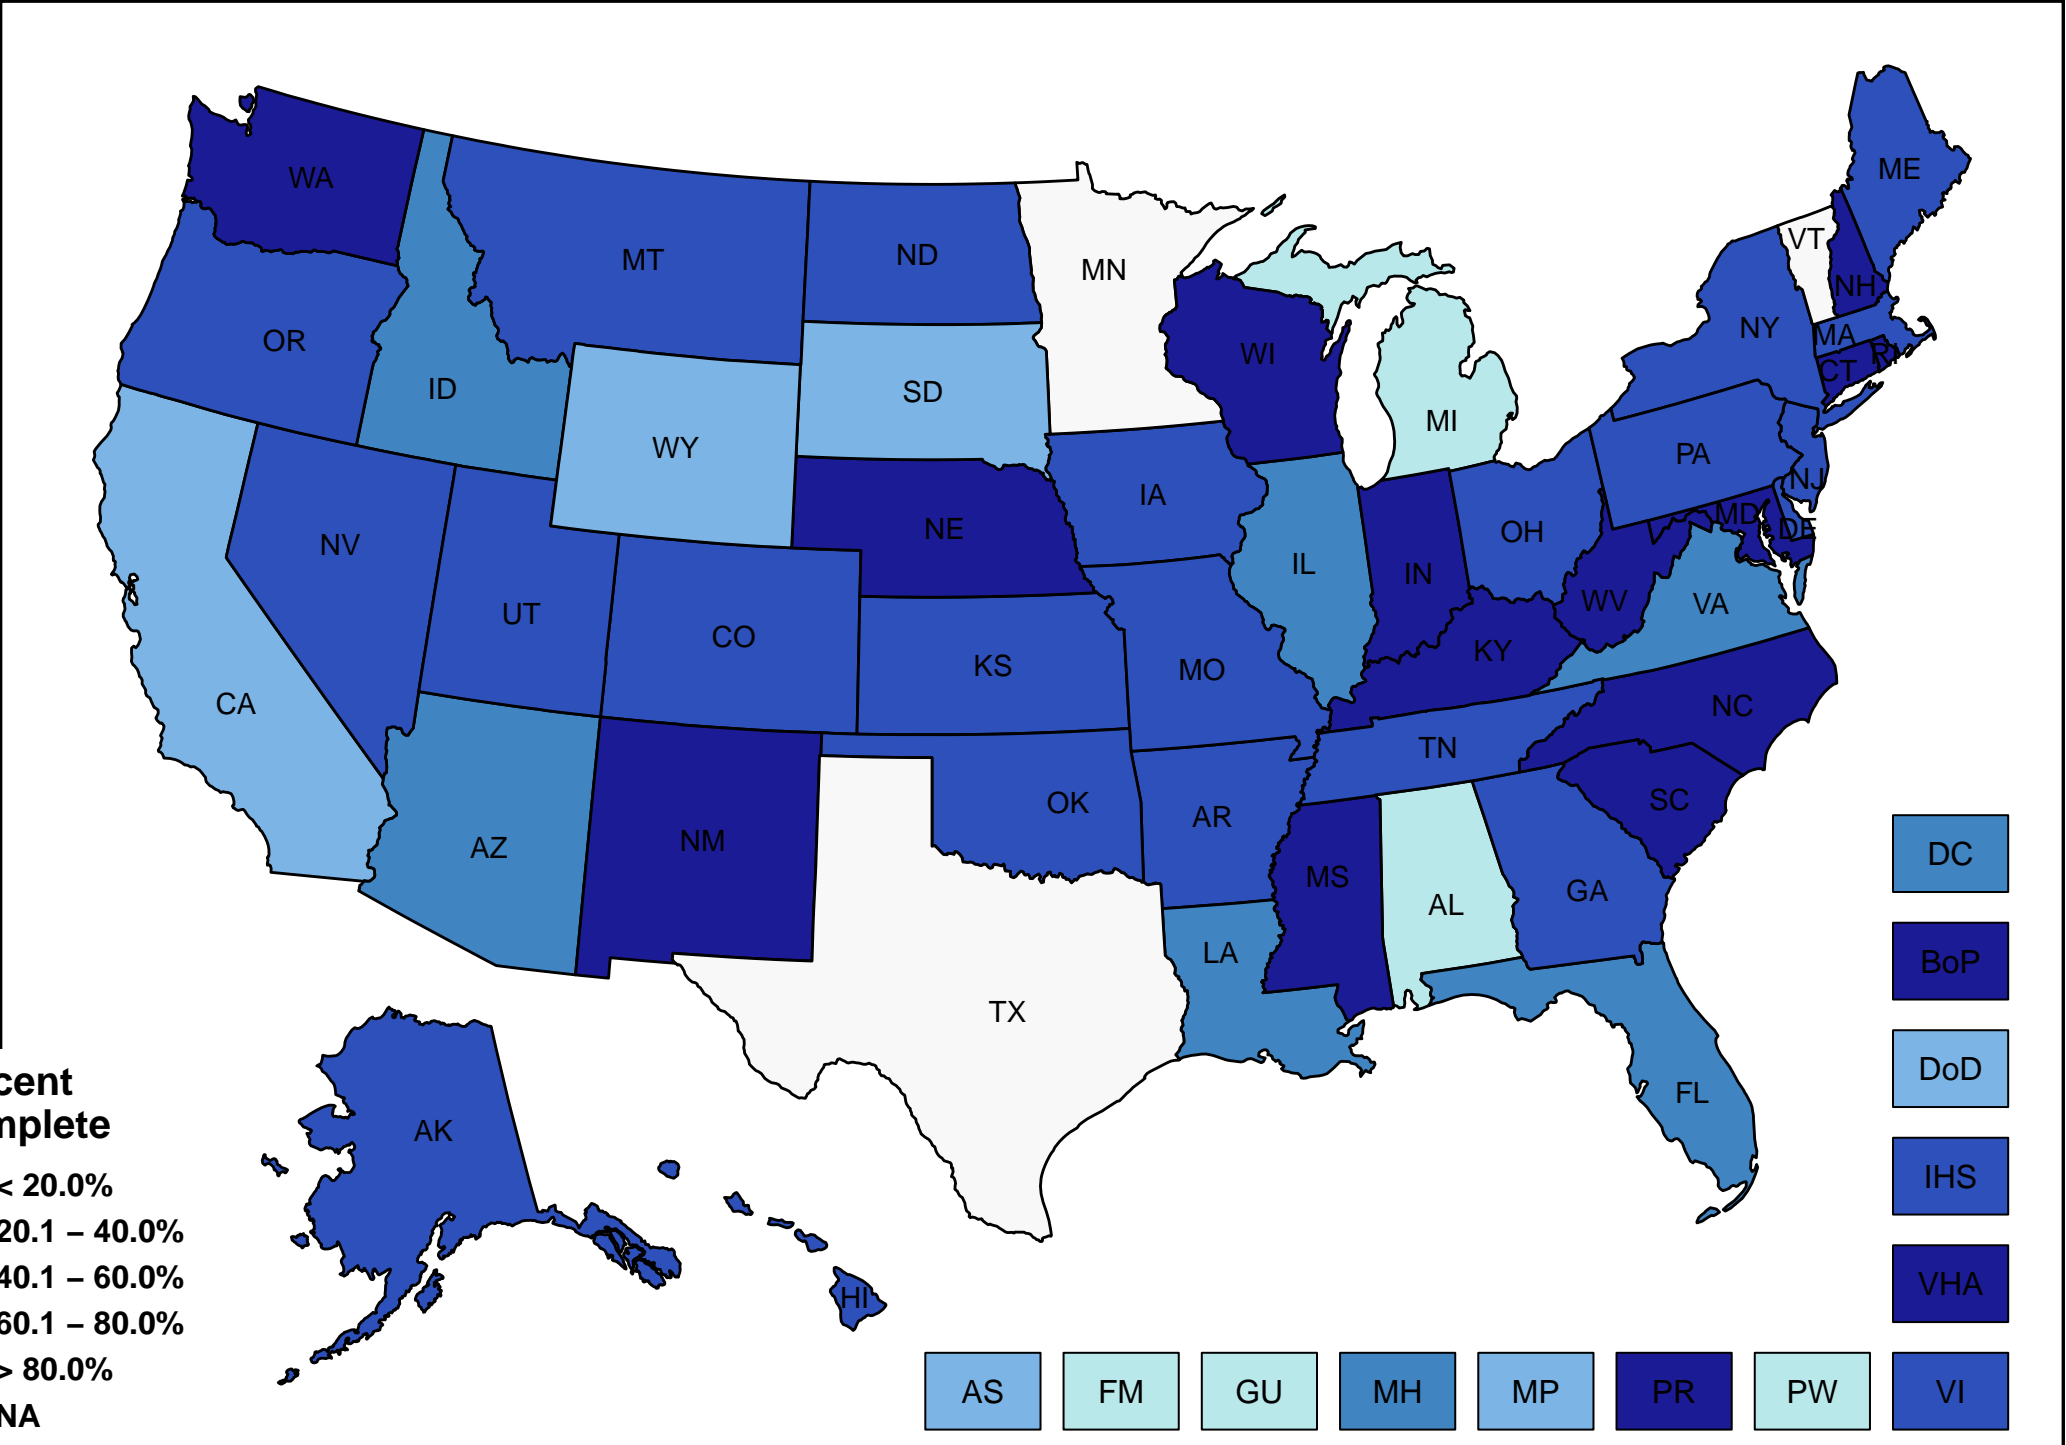 WA
ME
VT
MT
ND
MN
NH
NY
MA
OR
RI
WI
CT
ID
SD
MI
WY
PA
NJ
IA
MD
NE
DE
OH
NV
IL
IN
WV
VA
UT
CO
KY
KS
MO
CA
NC
TN
SC
OK
AR
NM
AZ
DC
MS
GA
AL
LA
BoP
TX
DoD
cent
FL
mplete
AK
IHS
< 20.0%
20.1 – 40.0%
40.1 – 60.0%
VHA
HI
60.1 – 80.0%
> 80.0%
AS FM GU MH MP PR PW VI
NA